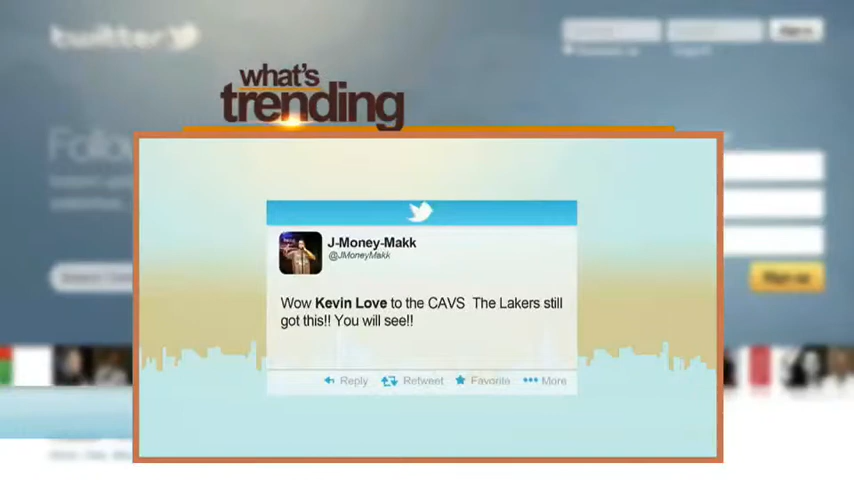 twitter
what's
trending
J-Money-Makk
@JMoneyMakk
Wow Kevin Love to the CAVS The Lakers still
got this!! You will see!!
Reply Retweet Favorite More